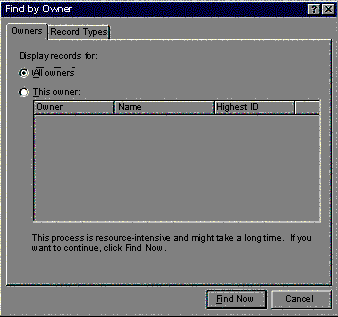 Find by Owner
Owners Record Types
Display records for:
All owners
This owner:
Owner Name Highest ID
This process is resource-intensive and might take a long time. If you
want to continue, click Find Now.
Find Now Cancel